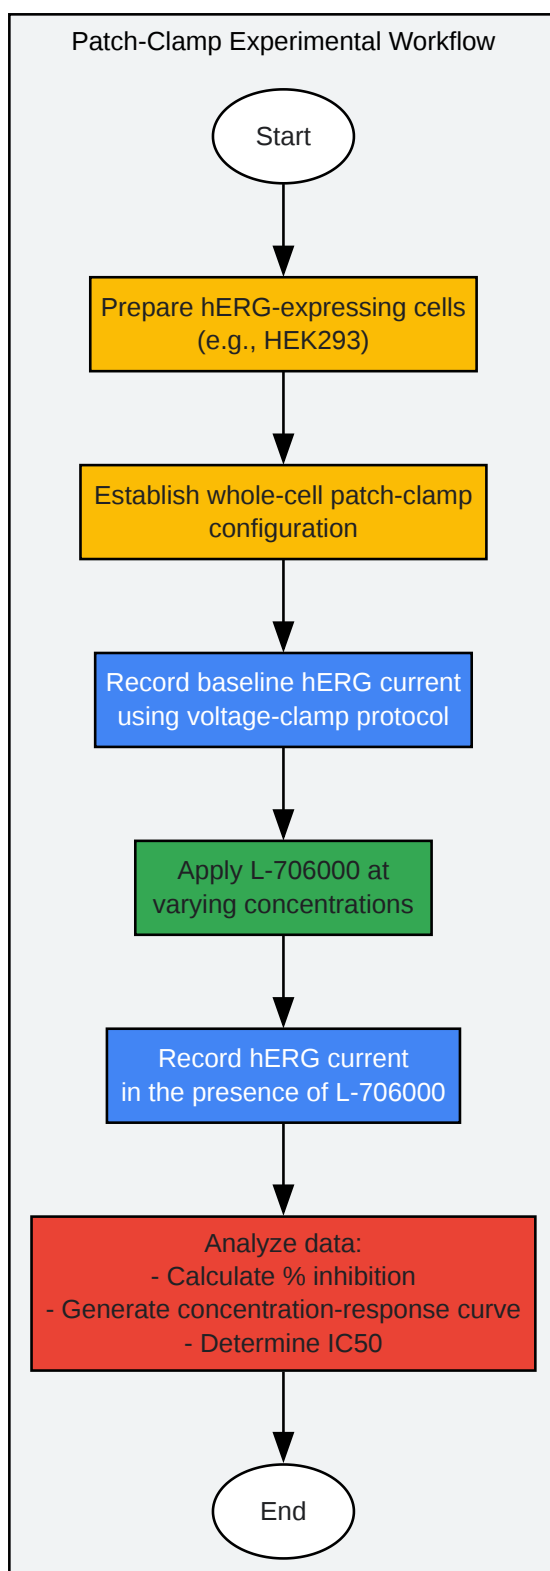 Patch-Clamp Experimental Workflow
Start
Prepare hERG-expressing cells
(e.g., HEK293)
Establish whole-cell patch-clamp
configuration
Record baseline hERG current
using voltage-clamp protocol
Apply L-706000 at
varying concentrations
Record hERG current
in the presence of L-706000
Analyze data:
- Calculate % inhibition
- Generate concentration-response curve
- Determine IC50
End